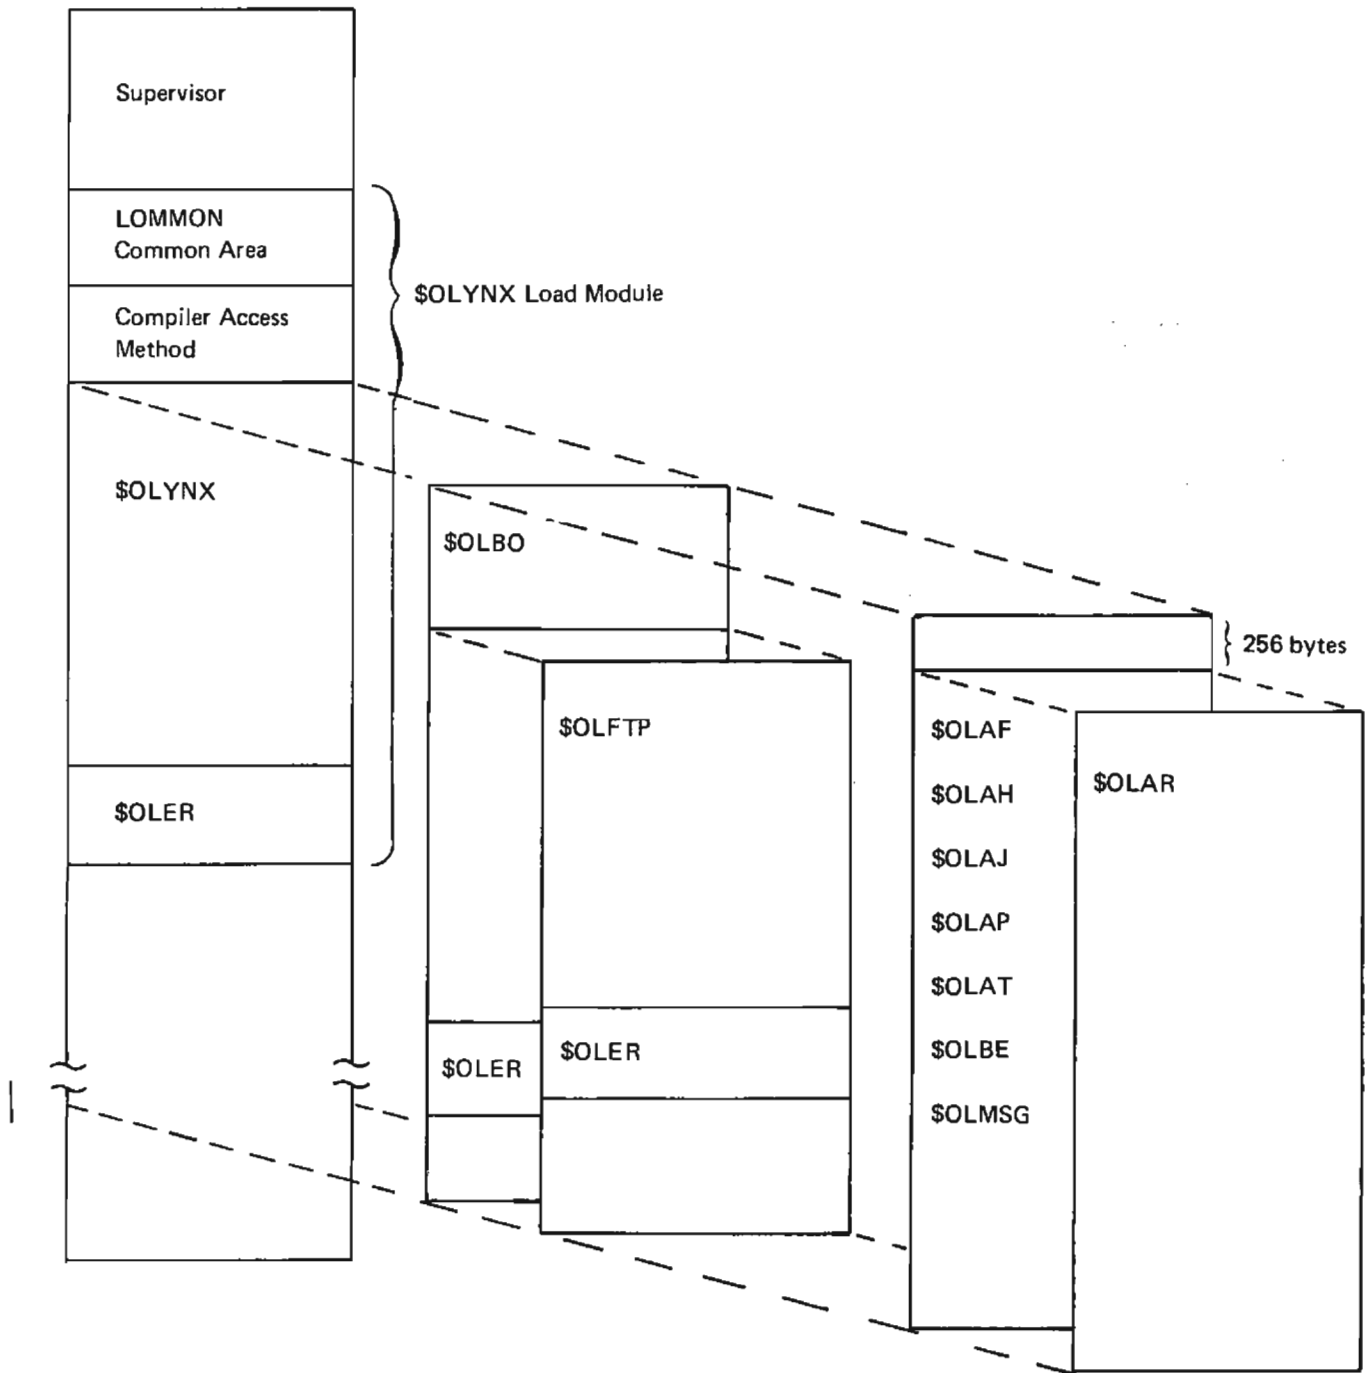 Supervisor
LOMMON
Common Area
$OLYNX Load Module
Compiler Access
Method
$OLYNX
$OLER
$OLBO
$OLFTP
$OLER
$OLER
256 bytes
$OLAF
$OLAH
$OLAJ
$OLAP
$OLAT
$OLBE
$OLMSG
$OLAR